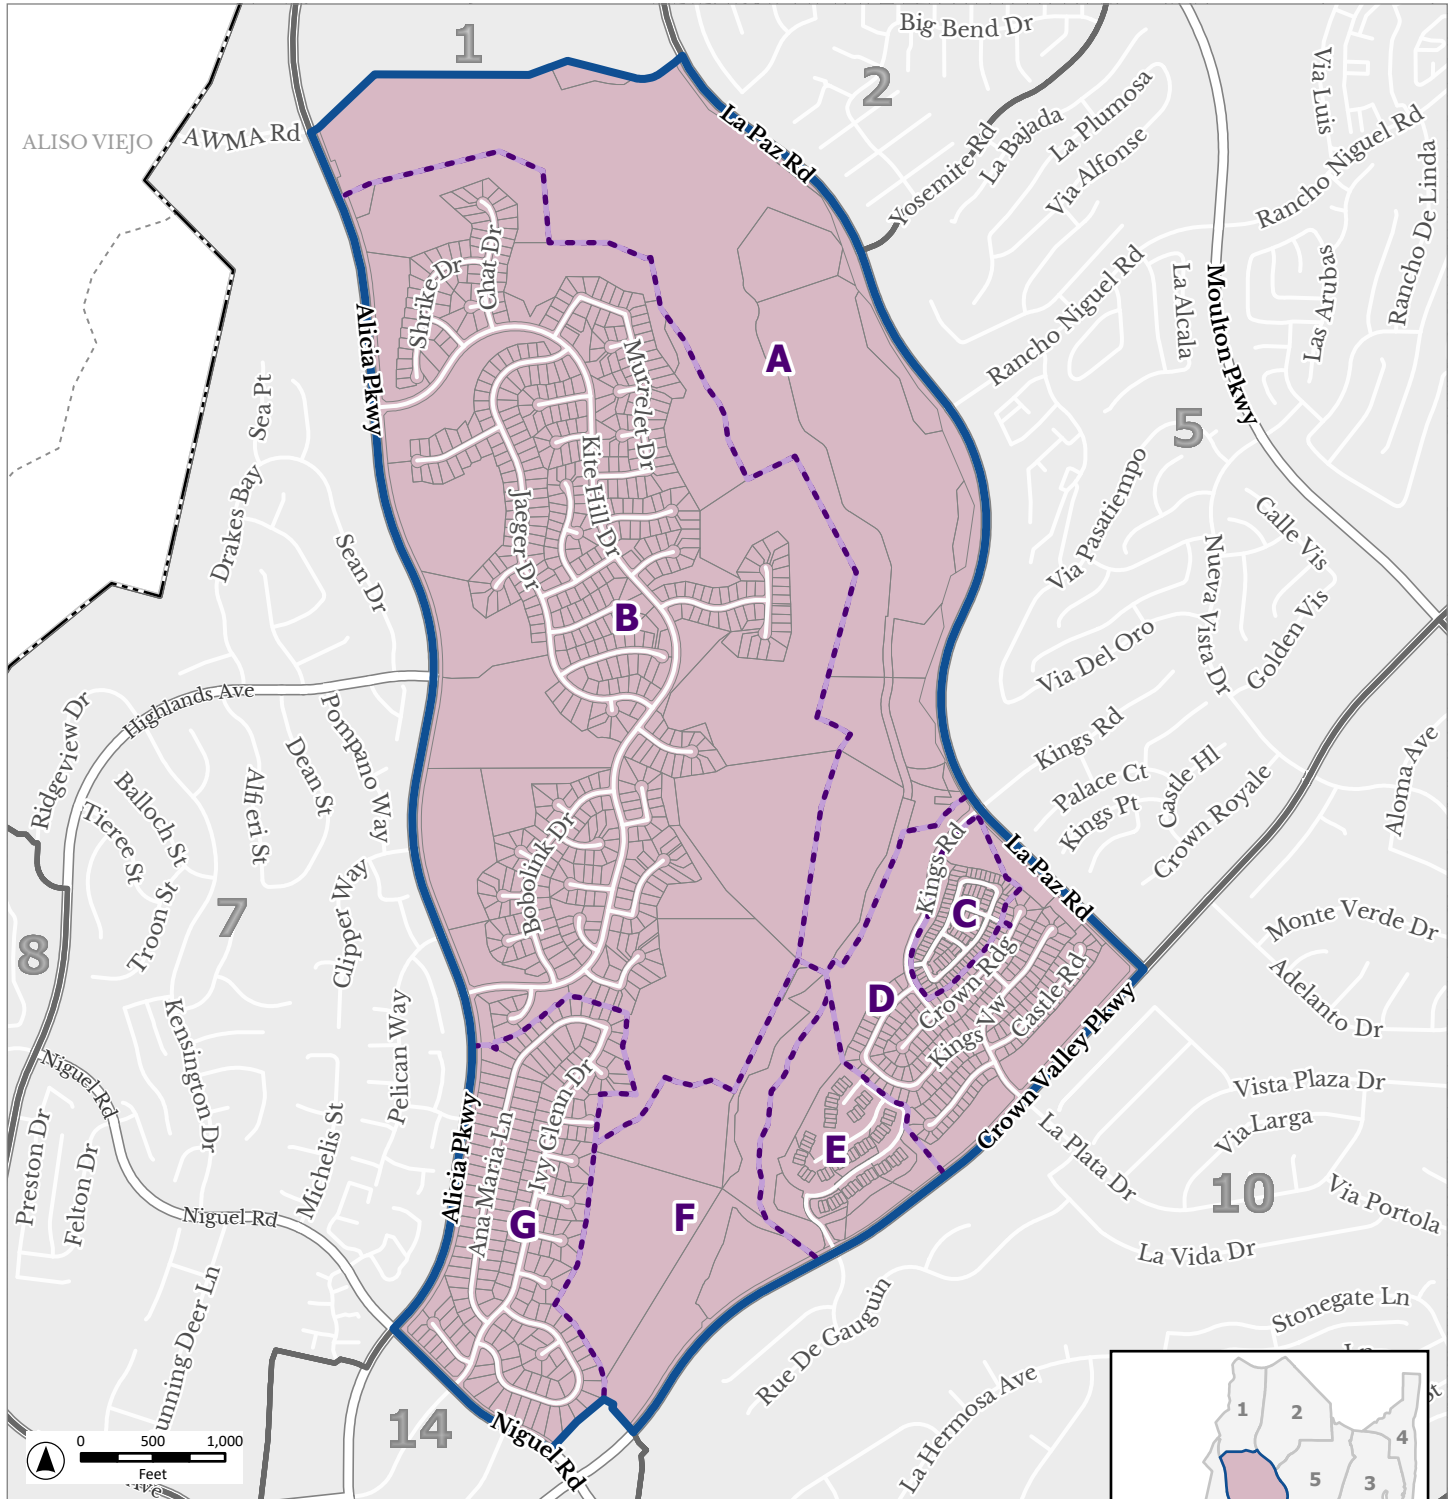 1
Big Bend Dr
2
La Paz Rd
Via Luis
ALISO VIEJO
AWMA Rd
La Plumosa
La Bajada
Yosemite Rd
Via Alfonse
Rancho Niguel Rd
Rancho De Linda
Chat Dr
Shrike Dr
Rancho Niguel Rd
La Alcala
Moulton Pkwy
Las Arubas
Alicia Pkwy
Murrelet Dr
A
Sea Pt
5
Kite Hill Dr
Drakes Bay
Jaeger Dr
Via Pasatiempo
Calle Vis
Sean Dr
Nueva Vista Dr
Golden Vis
B
Via Del Oro
Highlands Ave
Ridgeview Dr
Pompano Way
Kings Rd
Dean St
Balloch St
Alfieri St
Tieree St
Palace Ct
Castle Hl
Kings Pt
Crown Royale
Aloma Ave
Bobolink Dr
Kings Rd
La Paz Rd
Clipper Way
Troon St
7
8
C
Monte Verde Dr
Crown Rdg
D
Castle Rd
Kings Vw
Adelanto Dr
Kensington Dr
Pelican Way
Crown Valley Pkwy
Niguel Rd
Ivy Glenn Dr
Ana Maria Ln
Vista Plaza Dr
Via Larga
La Plata Dr
E
Michelis St
Preston Dr
Felton Dr
Alicia Pkwy
10
Via Portola
Niguel Rd
G
F
La Vida Dr
Stonegate Ln
Rue De Gauguin
unning Deer Ln
La Hermosa Ave
Ln
14
Niguel Rd
0 500 1,000
Feet
Ave
1
2
4
5
3